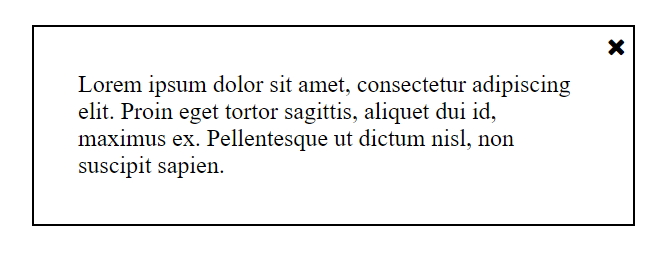 ✖
Lorem ipsum dolor sit amet, consectetur adipiscing
elit. Proin eget tortor sagittis, aliquet dui id,
maximus ex. Pellentesque ut dictum nisl, non
suscipit sapien.